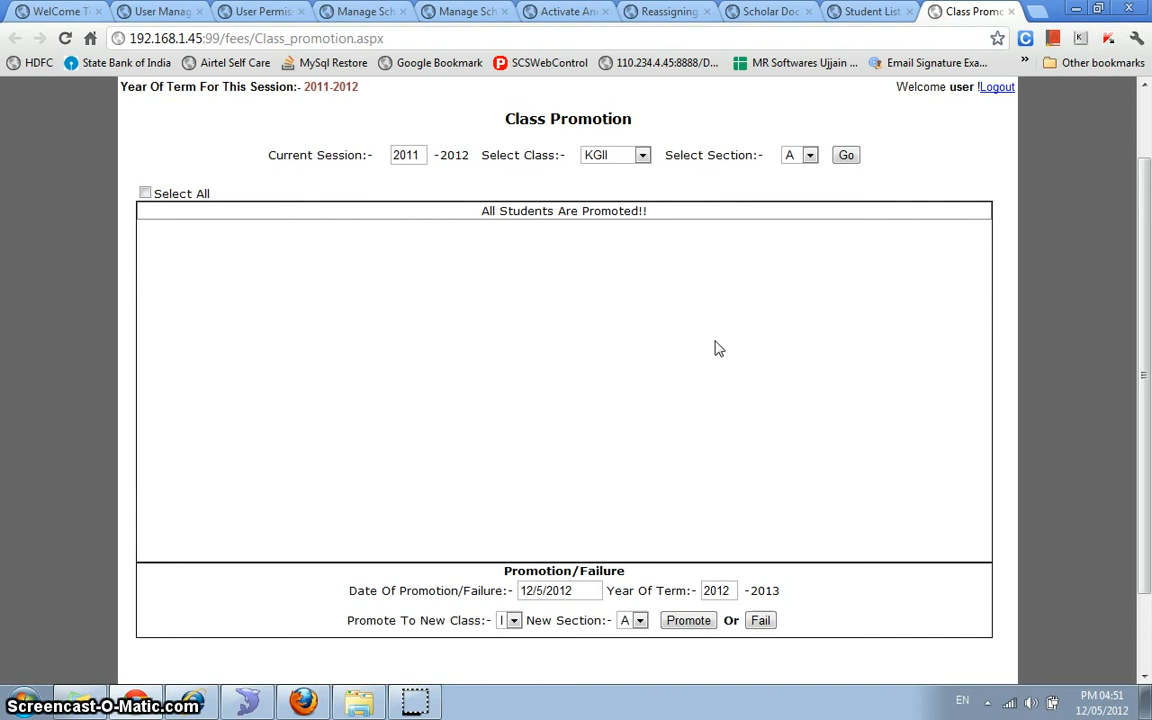 WelCome T
User Manag
User Permis
Manage Sch
Manage Sch
Activate An
Reassigning
Scholar Doc
Student List
Class Promo
192.168.1.45:99/fees/Class_promotion.aspx
HDFC
State Bank of India
Airtel Self Care
MySql Restore
Google Bookmark
SCSWebControl
110.234.4.45:8888/D...
MR Softwares Ujjain ...
Email Signature Exa...
»
Other bookmarks
Year Of Term For This Session:- 2011-2012
Welcome user !Logout
Class Promotion
Current Session:- 2011 -2012 Select Class:- KGII Select Section:- A Go
Select All
All Students Are Promoted!!
Promotion/Failure
Date Of Promotion/Failure:- 12/5/2012 Year Of Term:- 2012 -2013
Promote To New Class:- I New Section:- A Promote Or Fail
Screencast-O-Matic.com
EN
PM 04:51
12/05/2012